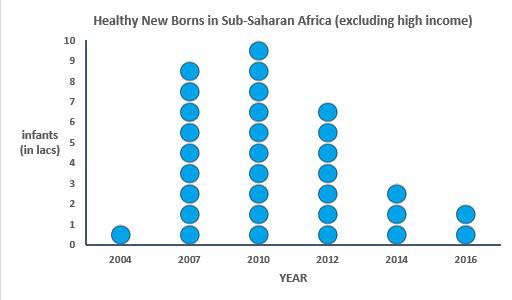 Healthy New Borns in Sub-Saharan Africa (excluding high income)
10
9
8
7
6
5
4
3
2
1
0
infants
(in lacs)
2004 2007 2010 2012 2014 2016
YEAR